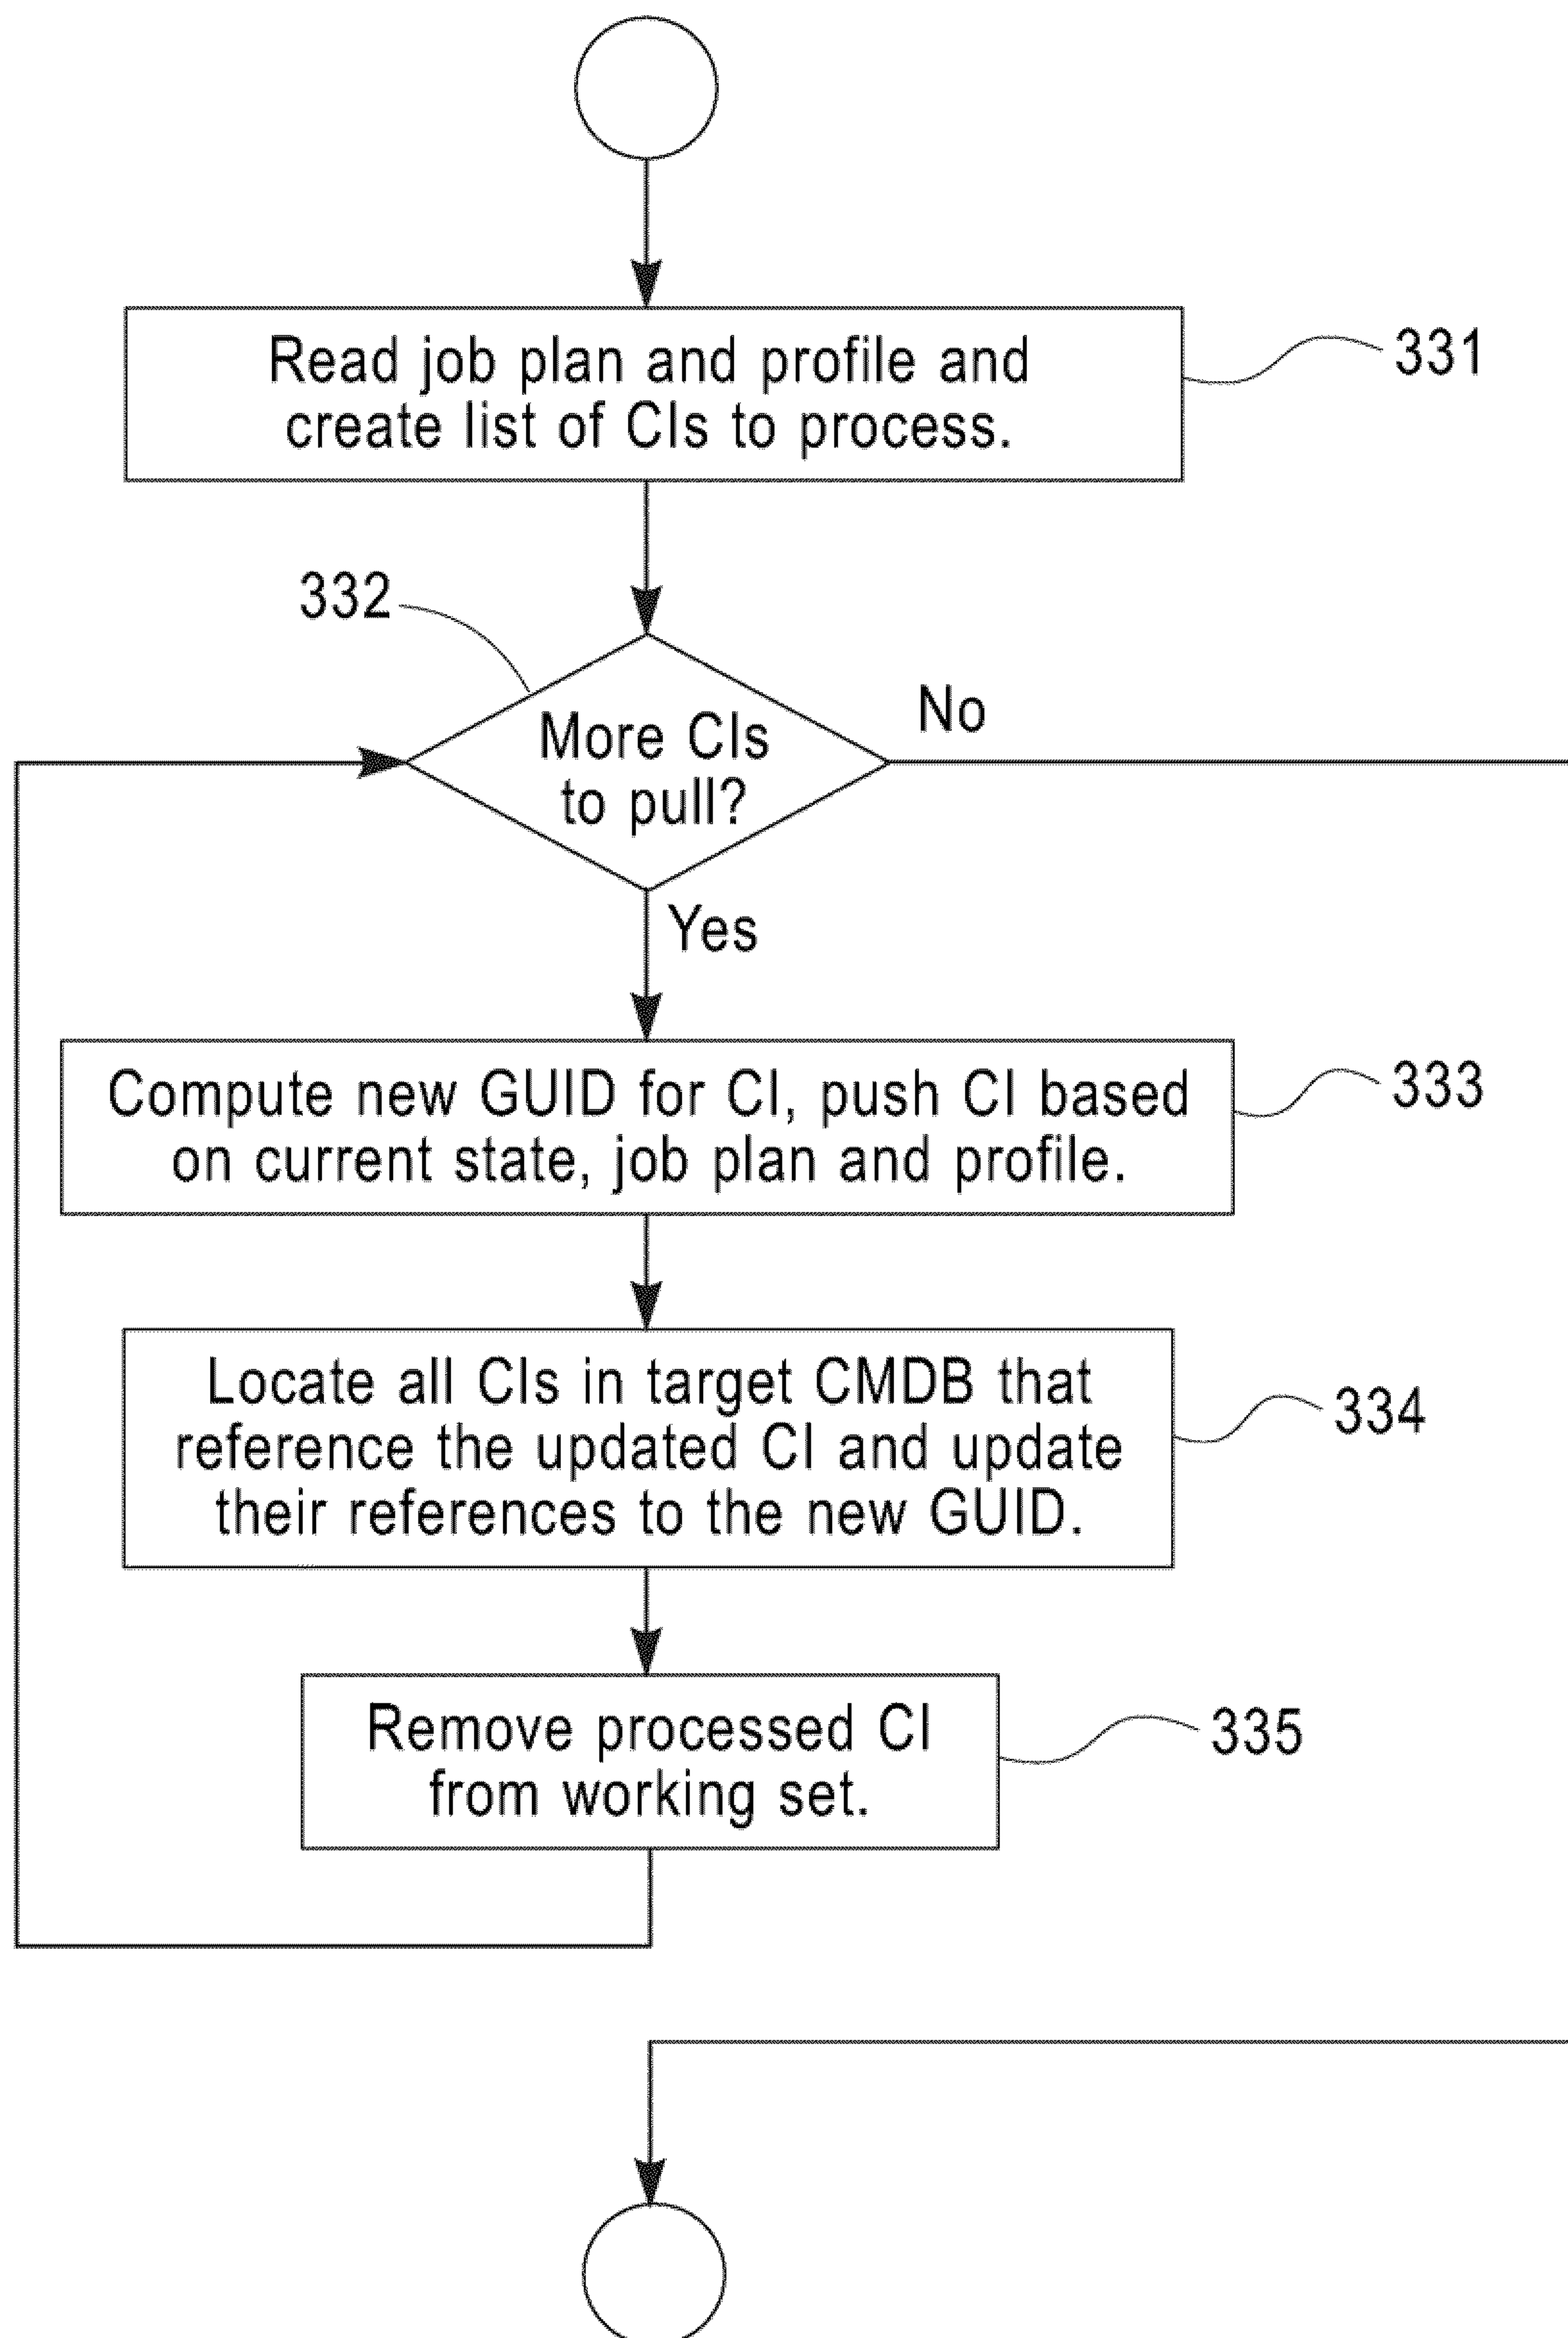 Read job plan and profile and
create list of CIs to process.
331
332
More CIs
to pull?
No
Yes
Compute new GUID for CI, push CI based
on current state, job plan and profile.
333
Locate all CIs in target CMDB that
reference the updated CI and update
their references to the new GUID.
334
Remove processed CI
from working set.
335